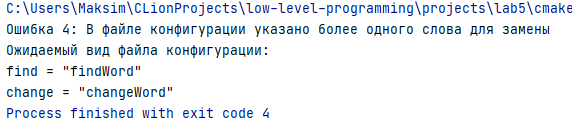 C:\Users\Maksim\CLionProjects\low-level-programming\projects\lab5\cmake
Ошибка 4: В файле конфигурации указано более одного слова для замены
Ожидаемый вид файла конфигурации:
find = "findWord"
change = "changeWord"
Process finished with exit code 4